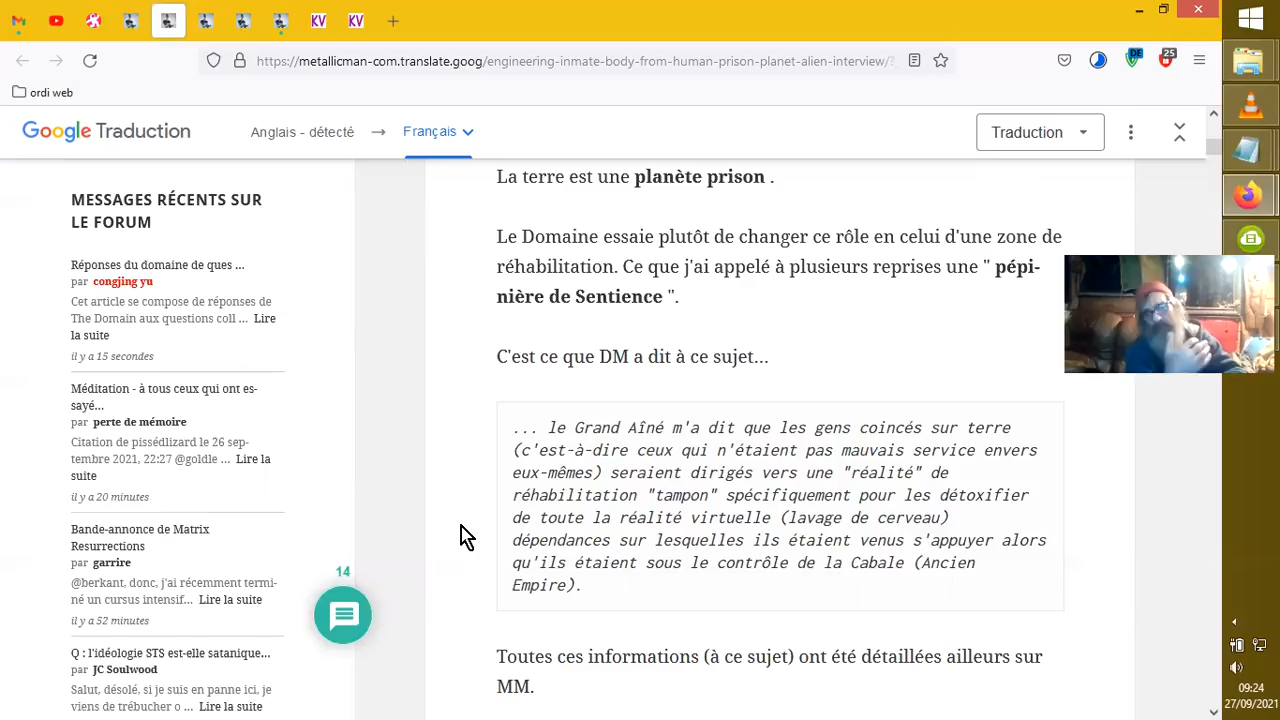 KV
KV
https://metallicman-com.translate.goog/engineering-inmate-body-from-human-prison-planet-alien-interview/?
DE
25
ordi web
Google Traduction
Anglais - détecté
Français
Traduction
MESSAGES RÉCENTS SUR
LE FORUM
Réponses du domaine de ques ...
par congjing yu
Cet article se compose de réponses de
The Domain aux questions coll ... Lire
la suite
il y a 15 secondes
Méditation - à tous ceux qui ont es-
sayé...
par perte de mémoire
Citation de pissédlizard le 26 sep-
tembre 2021, 22:27 @goldle ... Lire la
suite
il y a 20 minutes
Bande-annonce de Matrix
Resurrections
par garrire
@berkant, donc, j'ai récemment termi-
né un cursus intensif... Lire la suite
il y a 52 minutes
Q : l'idéologie STS est-elle satanique...
par JC Soulwood
Salut, désolé, si je suis en panne ici, je
viens de trébucher o ... Lire la suite
14
La terre est une planète prison .
Le Domaine essaie plutôt de changer ce rôle en celui d'une zone de
réhabilitation. Ce que j'ai appelé à plusieurs reprises une " pépi-
nière de Sentience ".
C'est ce que DM a dit à ce sujet...
... le Grand Aîné m'a dit que les gens coincés sur terre
(c'est-à-dire ceux qui n'étaient pas mauvais service envers
eux-mêmes) seraient dirigés vers une "réalité" de
réhabilitation "tampon" spécifiquement pour les détoxifier
de toute la réalité virtuelle (lavage de cerveau)
dépendances sur lesquelles ils étaient venus s'appuyer alors
qu'ils étaient sous le contrôle de la Cabale (Ancien
Empire).
Toutes ces informations (à ce sujet) ont été détaillées ailleurs sur
MM.
09:24
27/09/2021